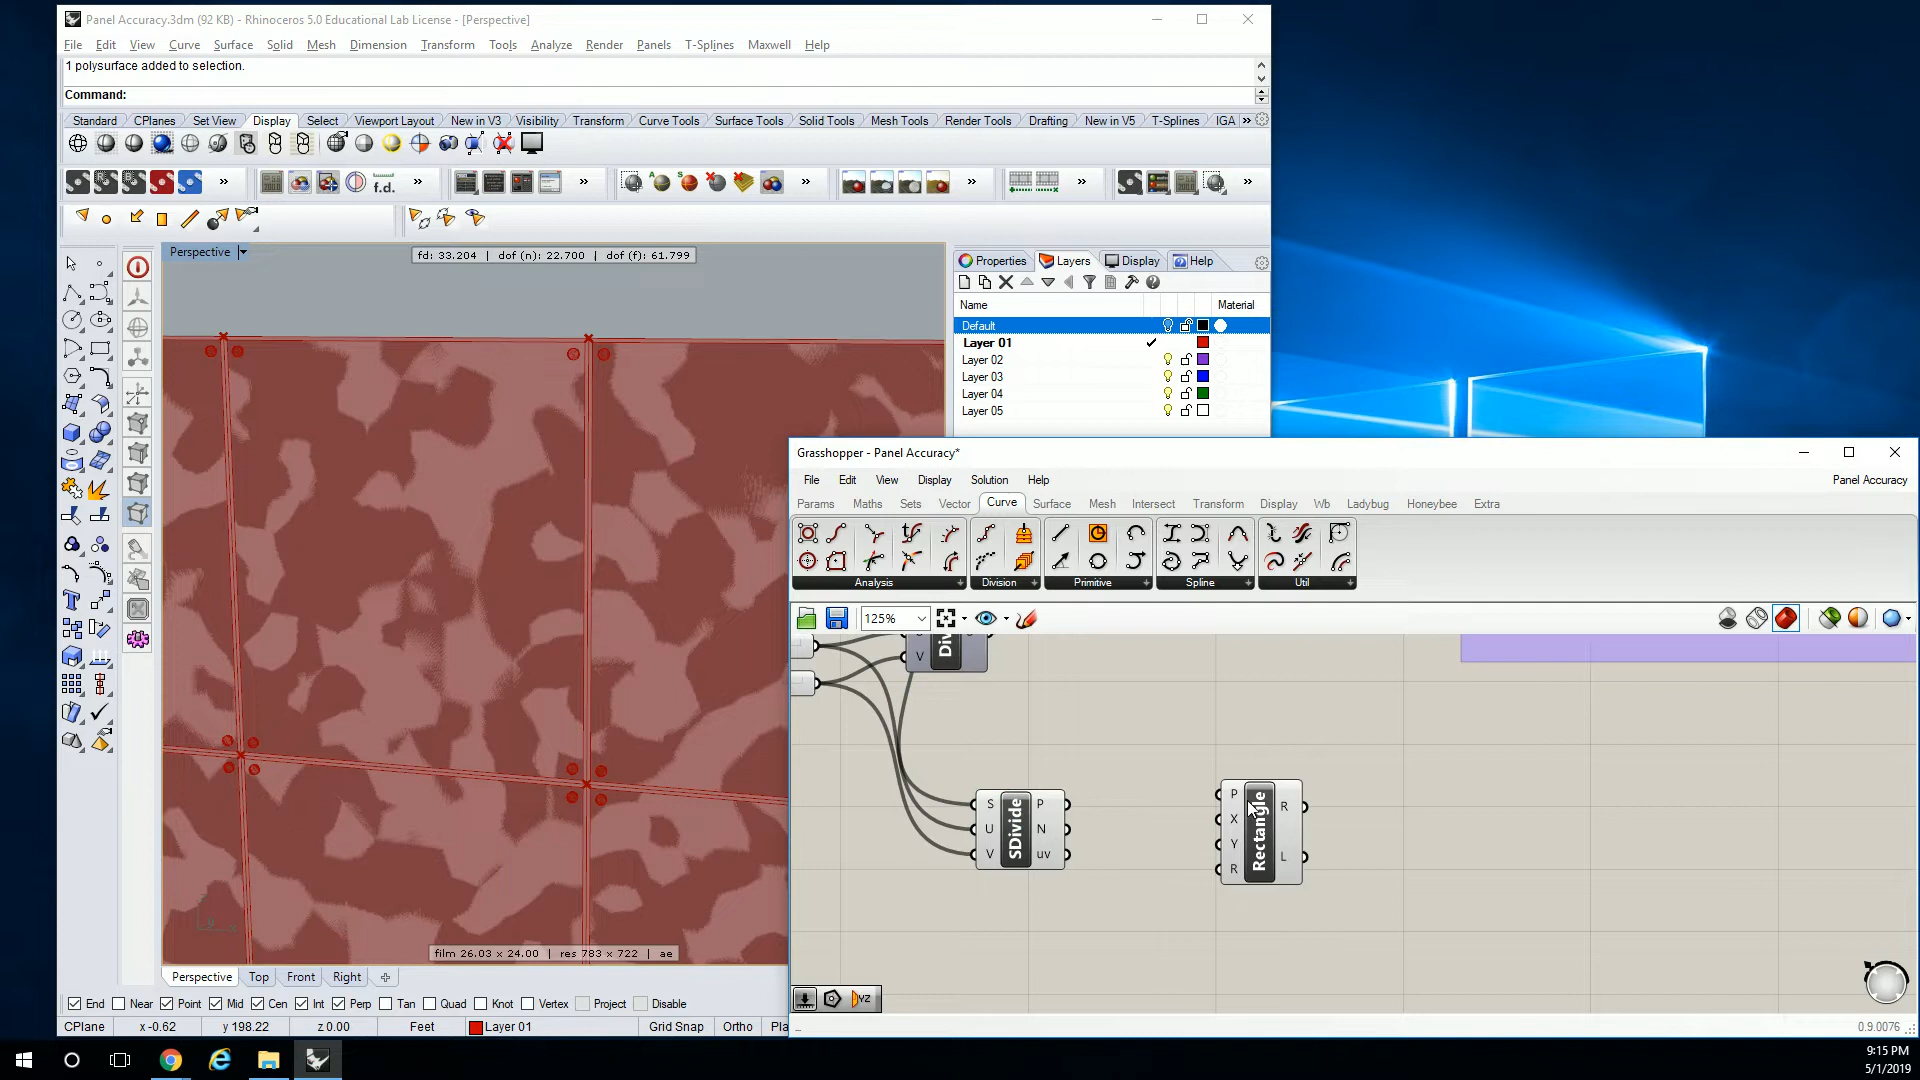 Panel Accuracy.3dm (92 KB) - Rhinoceros 5.0 Educational Lab License - [Perspective]
File Edit View Curve Surface Solid Mesh Dimension Transform Tools Analyze Render Panels T-Splines Maxwell Help
1 polysurface added to selection.
Command:
Standard CPlanes Set View Display Select Viewport Layout New in V3 Visibility Transform Curve Tools Surface Tools Solid Tools Mesh Tools Render Tools Drafting New in V5 T-Splines IGA »
f.d.
Perspective
fd: 33.204 | dof (n): 22.700 | dof (f): 61.799
Properties Layers Display Help
Name Material
Default
Layer 01
Layer 02
Layer 03
Layer 04
Layer 05
Grasshopper - Panel Accuracy*
File Edit View Display Solution Help Panel Accuracy
Params Maths Sets Vector Curve Surface Mesh Intersect Transform Display Wb Ladybug Honeybee Extra
Analysis Division Primitive Spline Util
125%
V Div
S U V SDivide P N uv
P X Y R Rectangle R L
film 26.03 x 24.00 | res 783 x 722 | ae
Perspective Top Front Right
End Near Point Mid Cen Int Perp Tan Quad Knot Vertex Project Disable
CPlane x -0.62 y 198.22 z 0.00 Feet Layer 01 Grid Snap Ortho Pla
0.9.0076
9:15 PM
5/1/2019